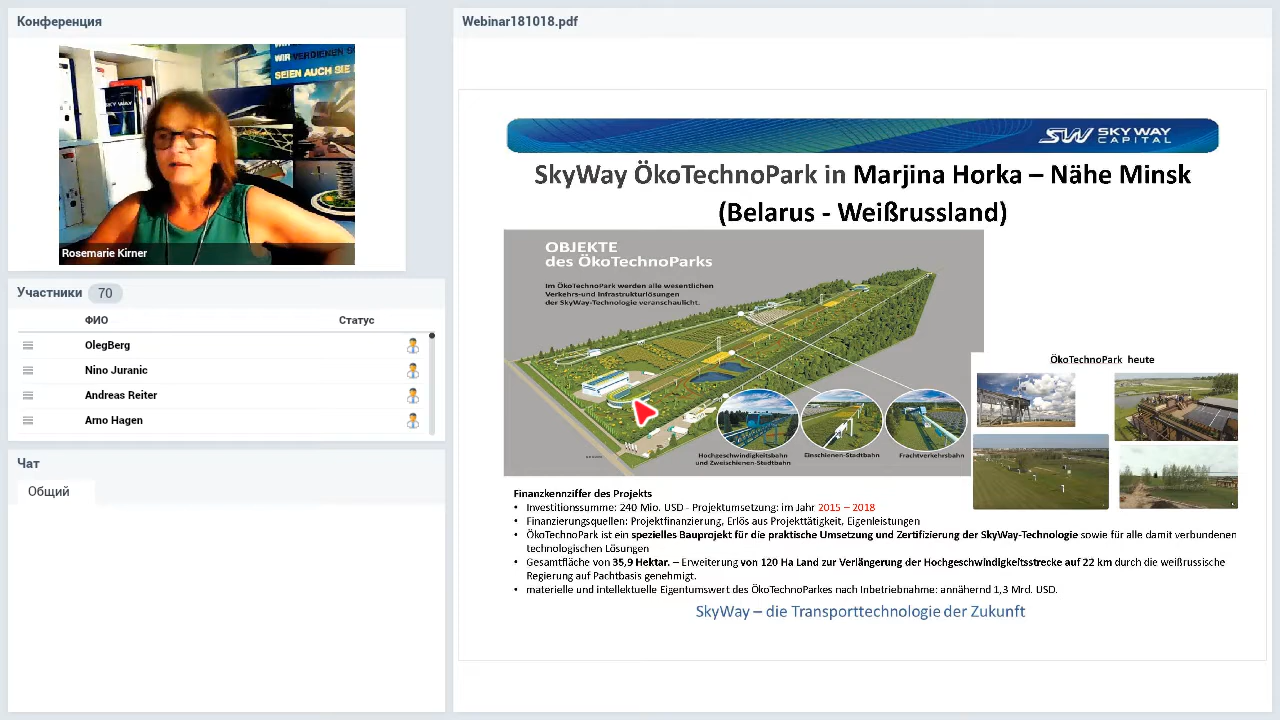 Конференция
WIR VERDIENEN
SEIEN AUCH SIE
SKY WAY
Rosemarie Kirner
Участники 70
ФИО Статус
OlegBerg
Nino Juranic
Andreas Reiter
Arno Hagen
Чат
Общий
Webinar181018.pdf
SW SKY WAY
CAPITAL
SkyWay ÖkoTechnoPark in Marjina Horka – Nähe Minsk
(Belarus - Weißrussland)
OBJEKTE
des ÖkoTechnoParks
Im ÖkoTechnoPark werden alle wesentlichen
Verkehrs-und Infrastrukturlösungen
der SkyWay-Technologie veranschaulicht.
Hochgeschwindigkeitsbahn
und Zweischienen-Stadtbahn
Einschienen-Stadtbahn
Frachtverkehrsbahn
ÖkoTechnoPark heute
Finanzkennziffer des Projekts
• Investitionssumme: 240 Mio. USD - Projektumsetzung: im Jahr 2015 – 2018
• Finanzierungsquellen: Projektfinanzierung, Erlös aus Projekttätigkeit, Eigenleistungen
• ÖkoTechnoPark ist ein spezielles Bauprojekt für die praktische Umsetzung und Zertifizierung der SkyWay-Technologie sowie für alle damit verbundenen
technologischen Lösungen
• Gesamtfläche von 35,9 Hektar. – Erweiterung von 120 Ha Land zur Verlängerung der Hochgeschwindigkeitsstrecke auf 22 km durch die weißrussische
Regierung auf Pachtbasis genehmigt.
• materielle und intellektuelle Eigentumswert des ÖkoTechnoParkes nach Inbetriebnahme: annähernd 1,3 Mrd. USD.
SkyWay – die Transporttechnologie der Zukunft